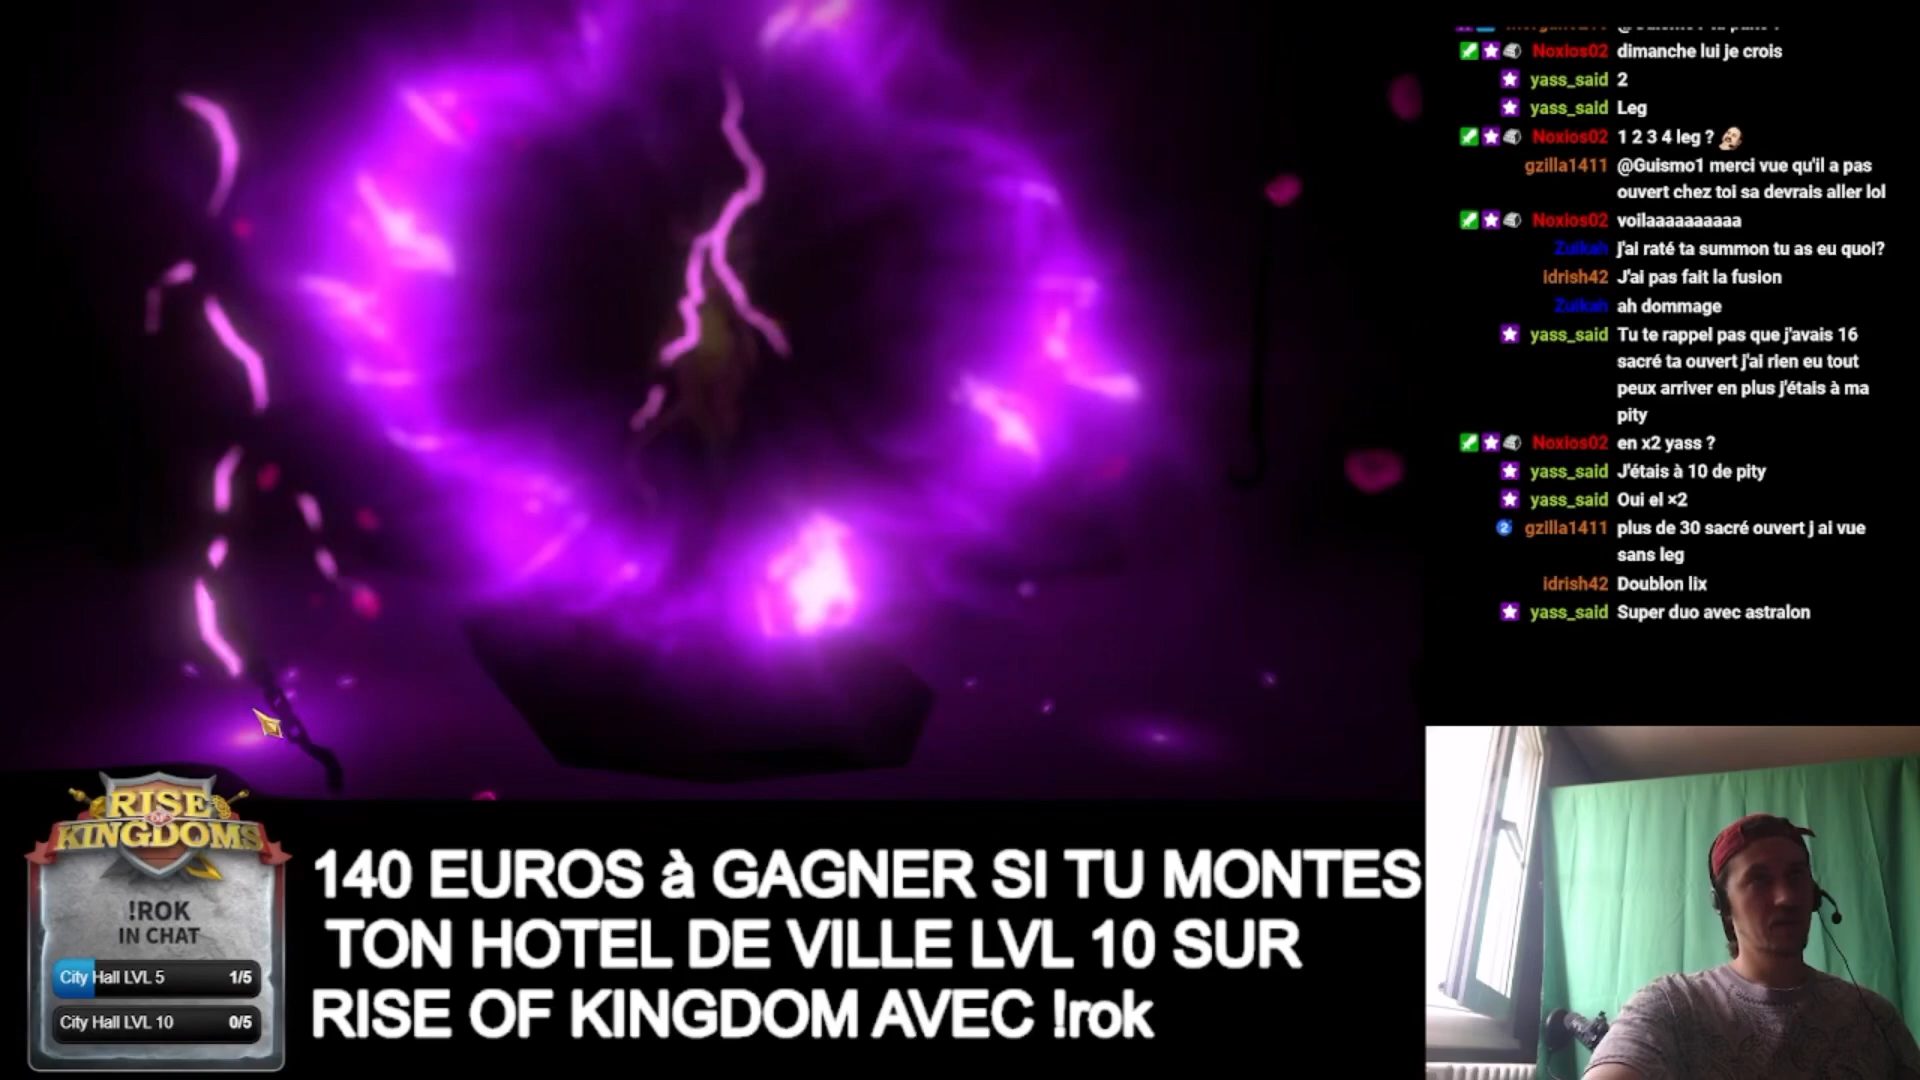 Noxios02 dimanche lui je crois
yass_said 2
yass_said Leg
Noxios02 1 2 3 4 leg ?
gzilla1411 @Guismo1 merci vue qu'il a pas
ouvert chez toi sa devrais aller lol
Noxios02 voilaaaaaaaaaa
Zuikah j'ai raté ta summon tu as eu quoi?
idrish42 J'ai pas fait la fusion
Zuikah ah dommage
yass_said Tu te rappel pas que j'avais 16
sacré ta ouvert j'ai rien eu tout
peux arriver en plus j'étais à ma
pity
Noxios02 en x2 yass ?
yass_said J'étais à 10 de pity
yass_said Oui el ×2
2 gzilla1411 plus de 30 sacré ouvert j ai vue
sans leg
idrish42 Doublon lix
yass_said Super duo avec astralon
RISE
OF
KINGDOMS
!ROK
IN CHAT
City Hall LVL 5 1/5
City Hall LVL 10 0/5
140 EUROS à GAGNER SI TU MONTES
TON HOTEL DE VILLE LVL 10 SUR
RISE OF KINGDOM AVEC !rok